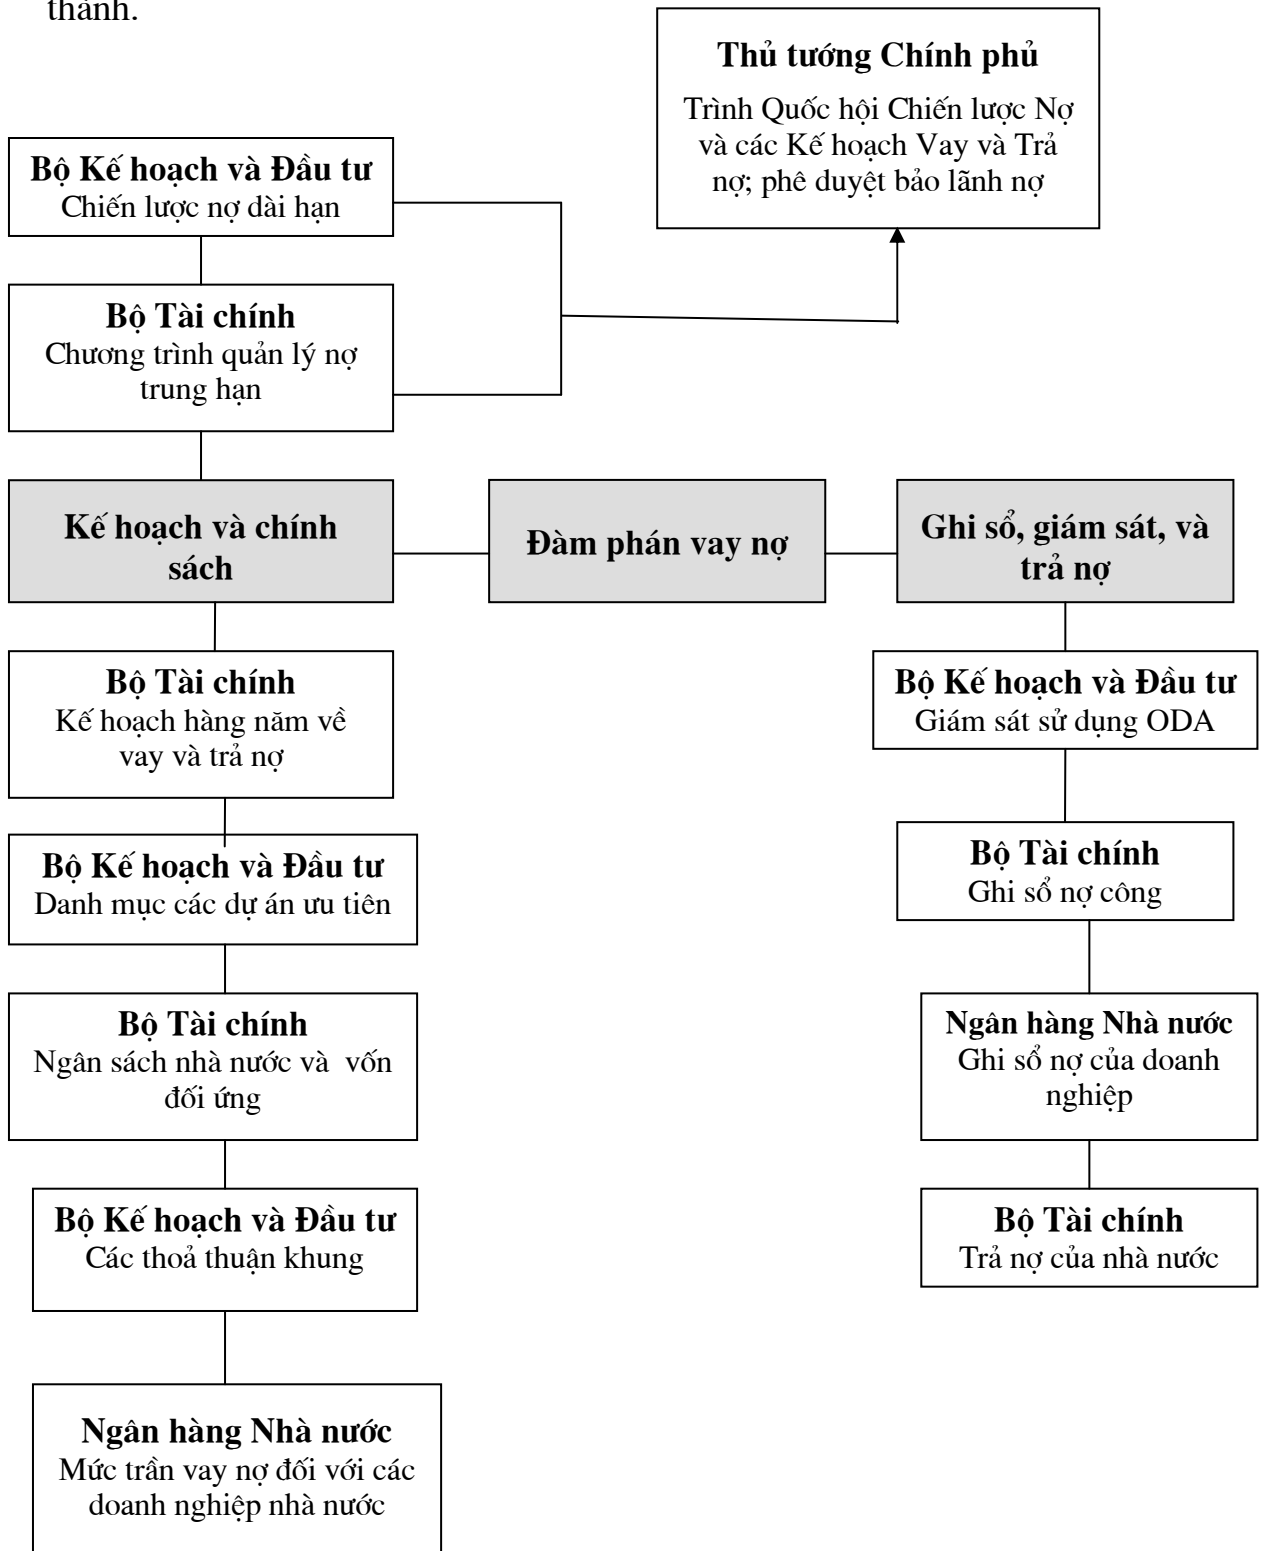 thành.
Thủ tướng Chính phủ
Trình Quốc hội Chiến lược Nợ
và các Kế hoạch Vay và Trả
nợ; phê duyệt bảo lãnh nợ
Bộ Kế hoạch và Đầu tư
Chiến lược nợ dài hạn
Bộ Tài chính
Chương trình quản lý nợ
trung hạn
Kế hoạch và chính
sách
Đàm phán vay nợ
Ghi sổ, giám sát, và
trả nợ
Bộ Tài chính
Kế hoạch hàng năm về
vay và trả nợ
Bộ Kế hoạch và Đầu tư
Danh mục các dự án ưu tiên
Bộ Tài chính
Ngân sách nhà nước và vốn
đối ứng
Bộ Kế hoạch và Đầu tư
Các thoả thuận khung
Ngân hàng Nhà nước
Mức trần vay nợ đối với các
doanh nghiệp nhà nước
Bộ Kế hoạch và Đầu tư
Giám sát sử dụng ODA
Bộ Tài chính
Ghi sổ nợ công
Ngân hàng Nhà nước
Ghi sổ nợ của doanh
nghiệp
Bộ Tài chính
Trả nợ của nhà nước